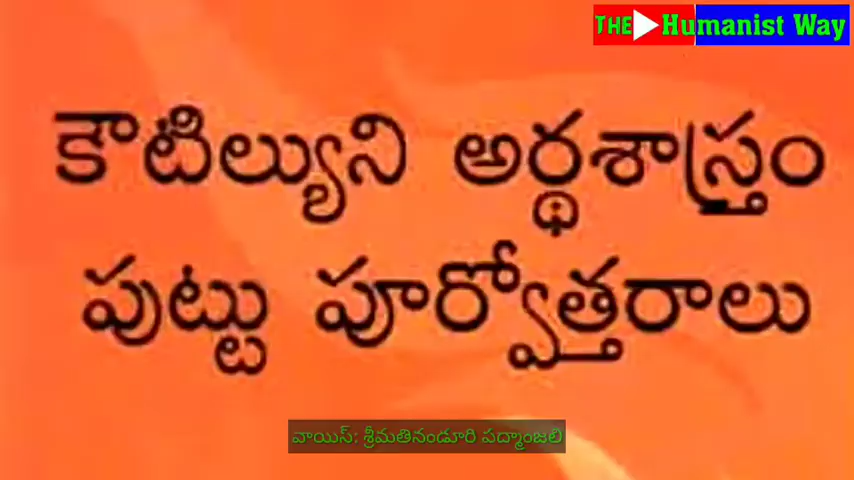 THE Humanist Way
కౌటిల్యుని అర్థశాస్త్రం
పుట్టు పూర్వోత్తరాలు
వాయిస్: శ్రీమతినండూరి పద్మాంజలి